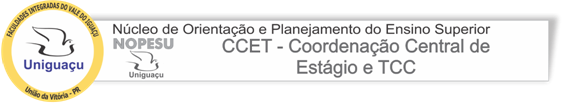 FACULDADES INTEGRADAS DO VALE DO IGUAÇU
Uniguaçu
União da Vitória - PR
Núcleo de Orientação e Planejamento do Ensino Superior
NOPESU
Uniguaçu
CCET - Coordenação Central de
Estágio e TCC